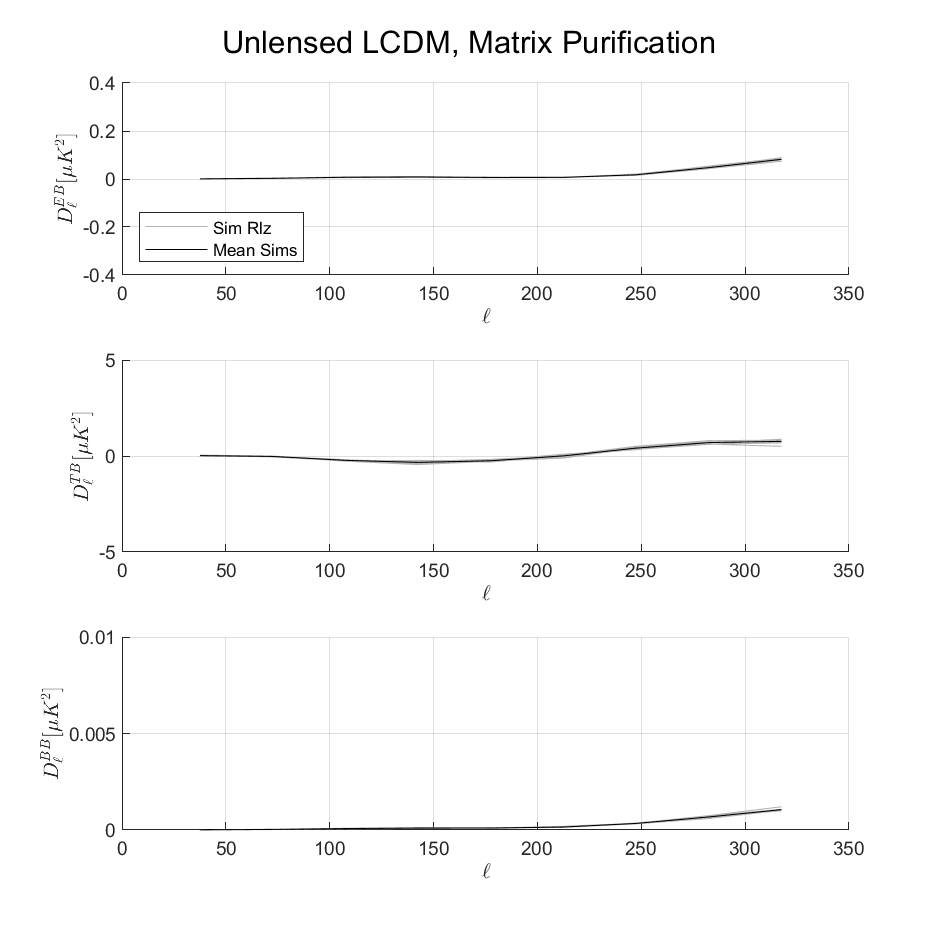 Unlensed LCDM, Matrix Purification
0.4
0.2
0
-0.2
-0.4
D_ℓ^{EB}[μK^2]
Sim Rlz
Mean Sims
0 50 100 150 200 250 300 350
ℓ
5
0
-5
D_ℓ^{TB}[μK^2]
0 50 100 150 200 250 300 350
ℓ
0.01
0.005
0
D_ℓ^{BB}[μK^2]
0 50 100 150 200 250 300 350
ℓ